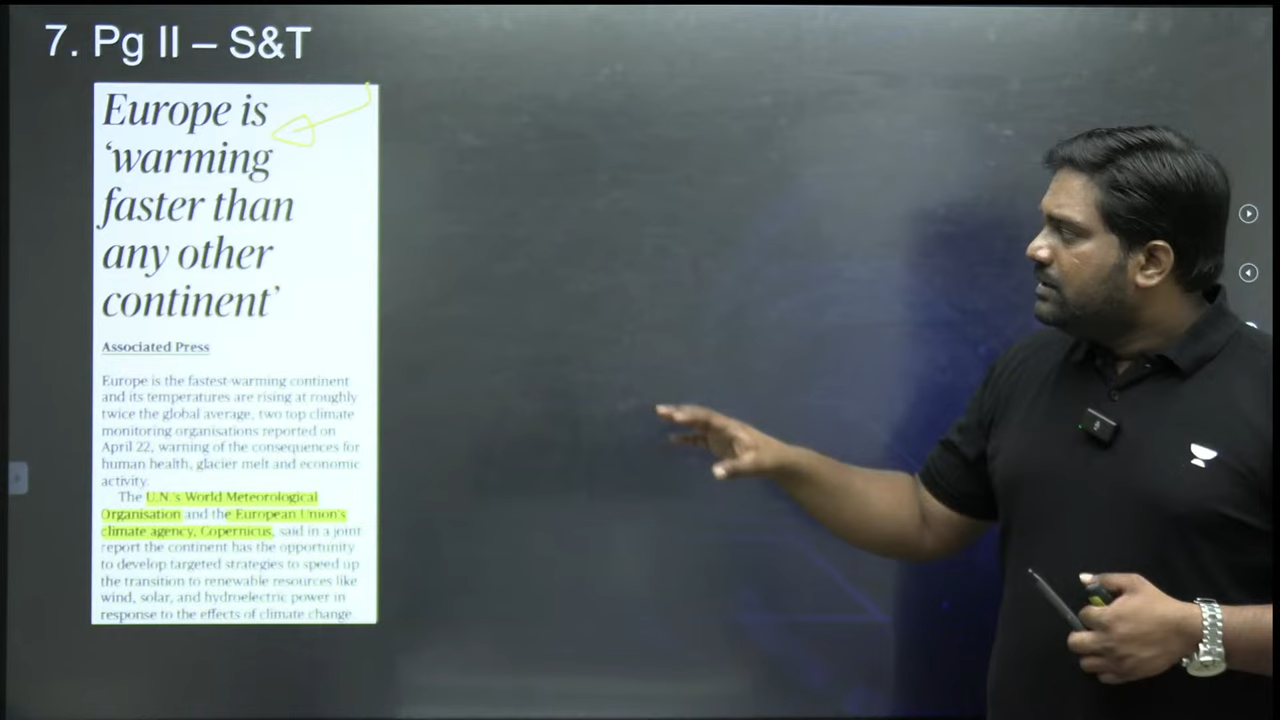 7. Pg II – S&T
Europe is
‘warming
faster than
any other
continent’
Associated Press
Europe is the fastest-warming continent
and its temperatures are rising at roughly
twice the global average, two top climate
monitoring organisations reported on
April 22, warning of the consequences for
human health, glacier melt and economic
activity.
The U.N.'s World Meteorological
Organisation and the European Union's
climate agency, Copernicus, said in a joint
report the continent has the opportunity
to develop targeted strategies to speed up
the transition to renewable resources like
wind, solar, and hydroelectric power in
response to the effects of climate change.